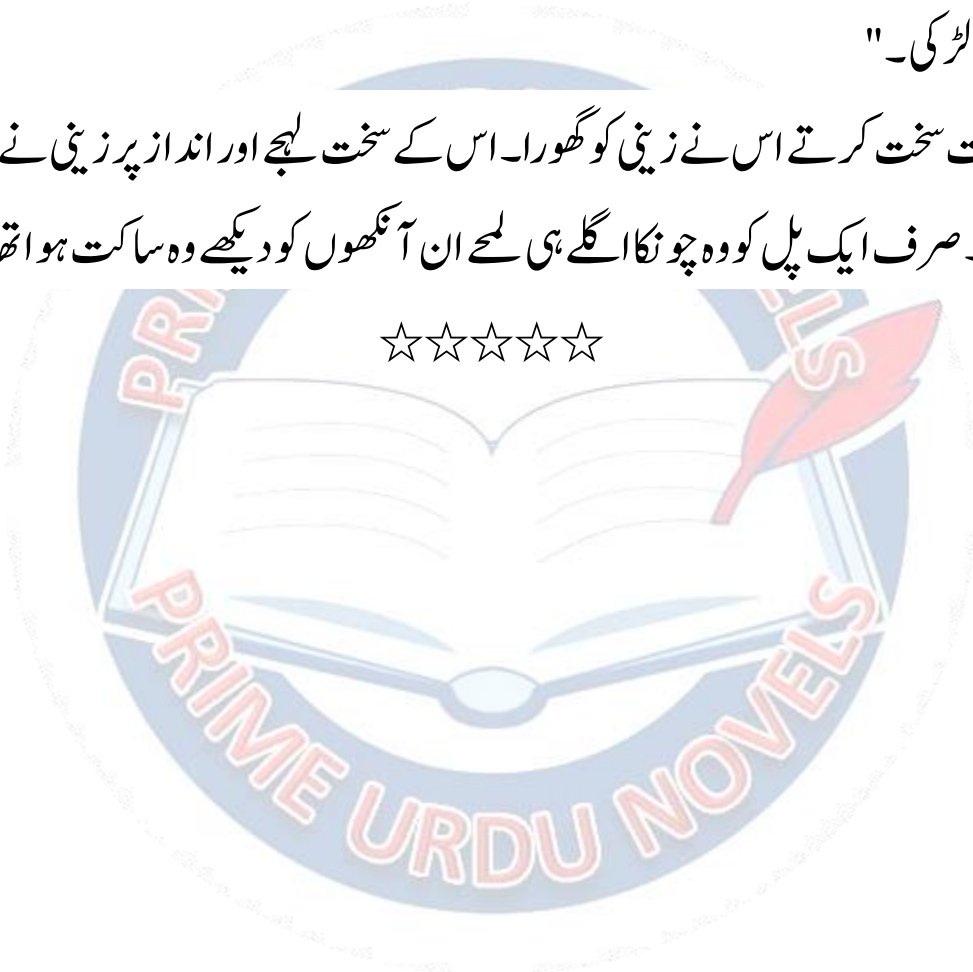 لڑکی۔"
ت سخت کرتے اس نے زینی کو گھورا۔ اس کے سخت لہجے اور انداز پر زینی نے
۔ صرف ایک پل کو وہ چونکا اگلے ہی لمحے ان آنکھوں کو دیکھے وہ ساکت ہوا تھ
☆☆☆☆☆
PRIME URDU NOVELS